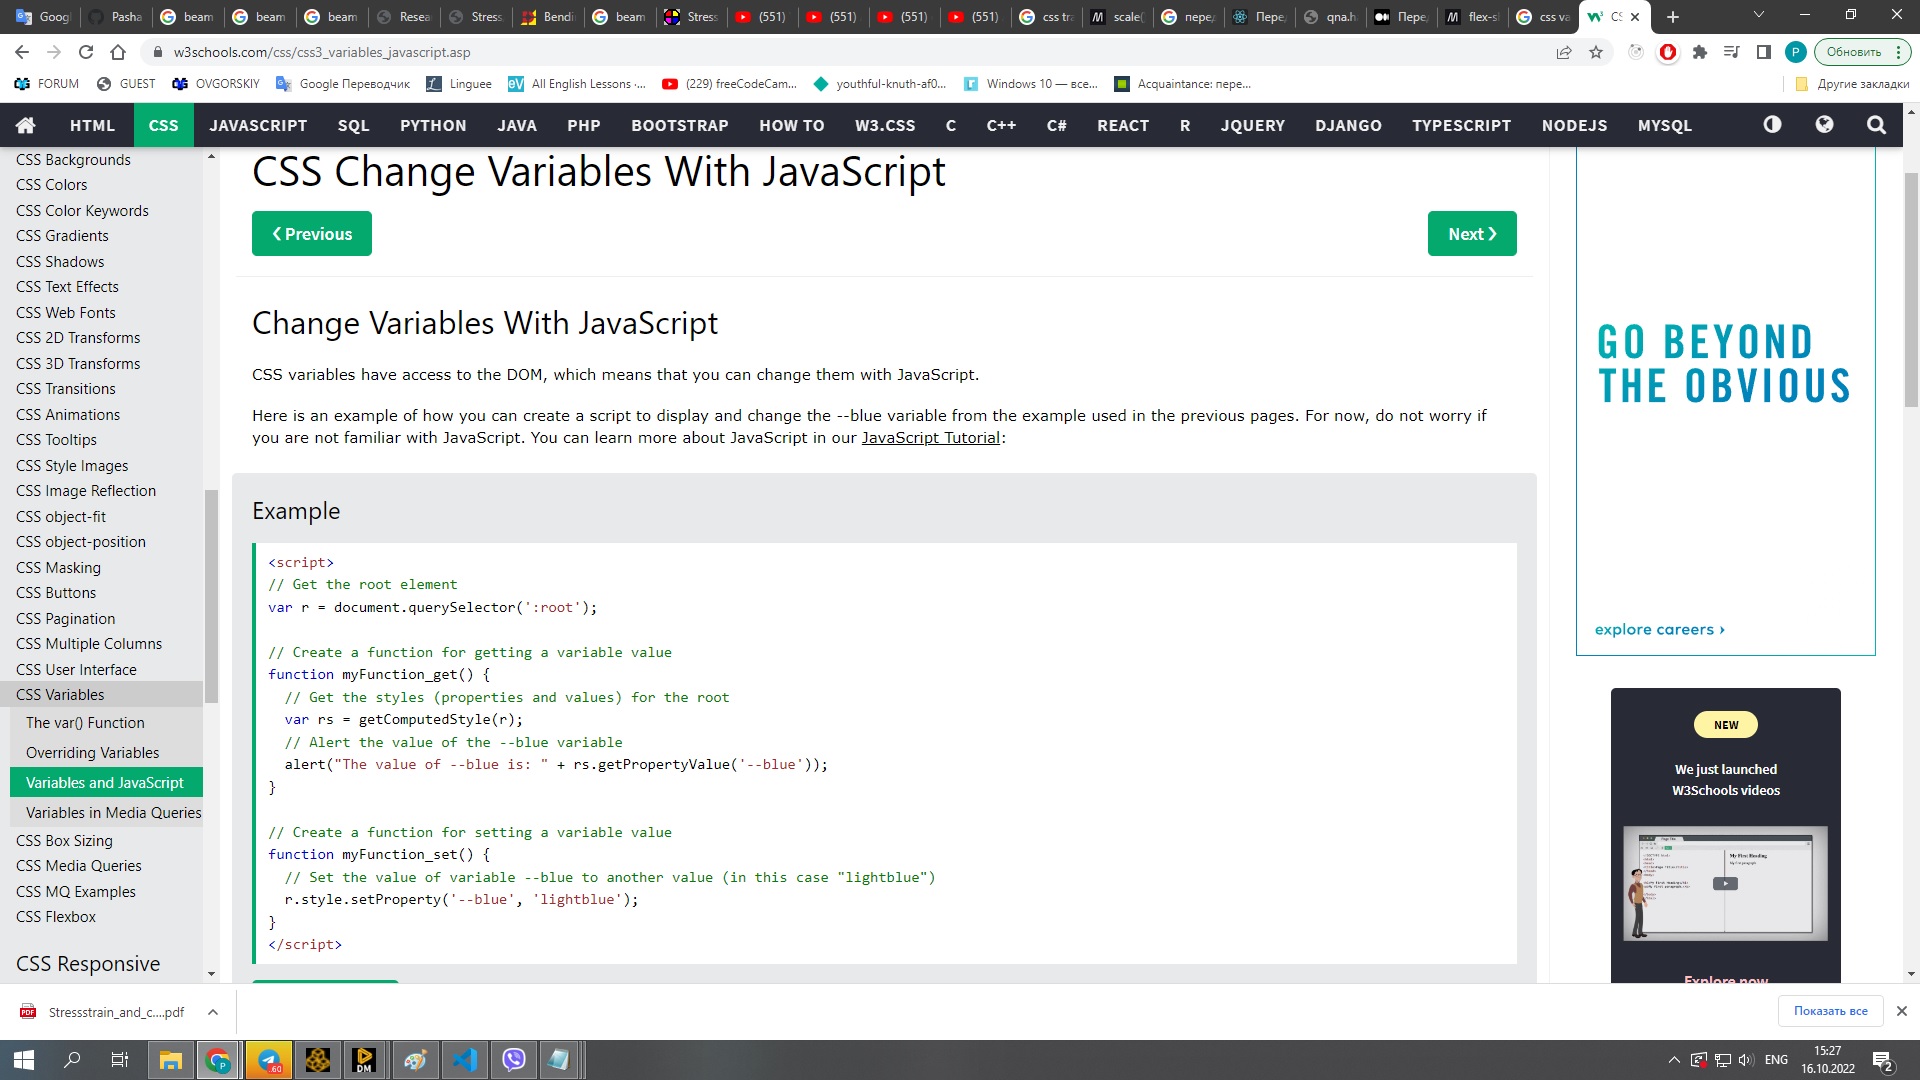 Googl
Pasha
beam
beam
beam
Resea
Stress
Bendi
beam
Stress
(551)
(551)
(551)
(551)
css tra
scale(
перед
Перед
qna.h
Перед
flex-sl
css va
CS
w3schools.com/css/css3_variables_javascript.asp
P
Обновить
FORUM
GUEST
OVGORSKIY
Google Переводчик
Linguee
All English Lessons -...
(229) freeCodeCam...
youthful-knuth-af0...
Windows 10 — все...
Acquaintance: пере...
Другие закладки
HTML
CSS
JAVASCRIPT
SQL
PYTHON
JAVA
PHP
BOOTSTRAP
HOW TO
W3.CSS
C
C++
C#
REACT
R
JQUERY
DJANGO
TYPESCRIPT
NODEJS
MYSQL
CSS Backgrounds
CSS Colors
CSS Color Keywords
CSS Gradients
CSS Shadows
CSS Text Effects
CSS Web Fonts
CSS 2D Transforms
CSS 3D Transforms
CSS Transitions
CSS Animations
CSS Tooltips
CSS Style Images
CSS Image Reflection
CSS object-fit
CSS object-position
CSS Masking
CSS Buttons
CSS Pagination
CSS Multiple Columns
CSS User Interface
CSS Variables
The var() Function
Overriding Variables
Variables and JavaScript
Variables in Media Queries
CSS Box Sizing
CSS Media Queries
CSS MQ Examples
CSS Flexbox
CSS Responsive
CSS Change Variables With JavaScript
❮ Previous
Next ❯
Change Variables With JavaScript
CSS variables have access to the DOM, which means that you can change them with JavaScript.
Here is an example of how you can create a script to display and change the --blue variable from the example used in the previous pages. For now, do not worry if
you are not familiar with JavaScript. You can learn more about JavaScript in our JavaScript Tutorial:
Example
<script>
// Get the root element
var r = document.querySelector(':root');
// Create a function for getting a variable value
function myFunction_get() {
// Get the styles (properties and values) for the root
var rs = getComputedStyle(r);
// Alert the value of the --blue variable
alert("The value of --blue is: " + rs.getPropertyValue('--blue'));
}
// Create a function for setting a variable value
function myFunction_set() {
// Set the value of variable --blue to another value (in this case "lightblue")
r.style.setProperty('--blue', 'lightblue');
}
</script>
GO BEYOND
THE OBVIOUS
explore careers ›
NEW
We just launched
W3Schools videos
My First Heading
Explore now
Stressstrain_and_c....pdf
Показать все
.60
DM
ENG
15:27
16.10.2022
2